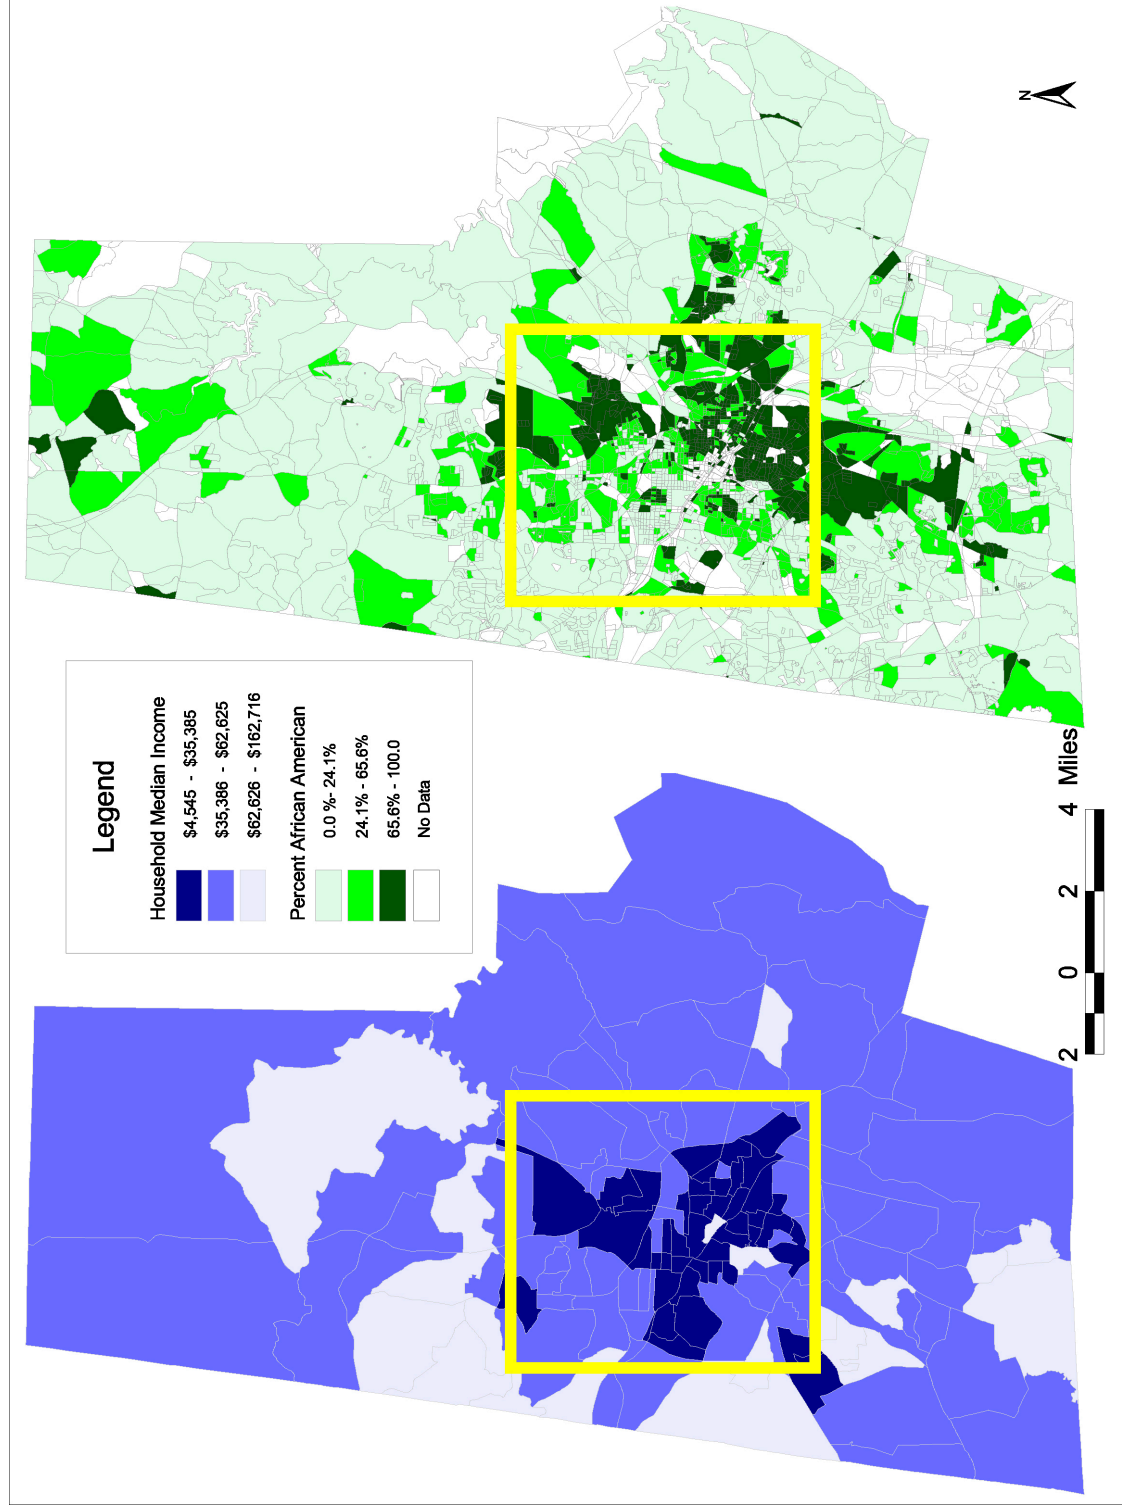 Legend
Household Median Income
$4,545 - $35,385
$35,386 - $62,625
$62,626 - $162,716
Percent African American
0.0 %- 24.1%
24.1% - 65.6%
65.6% - 100.0
No Data
N
2 0 2 4 Miles